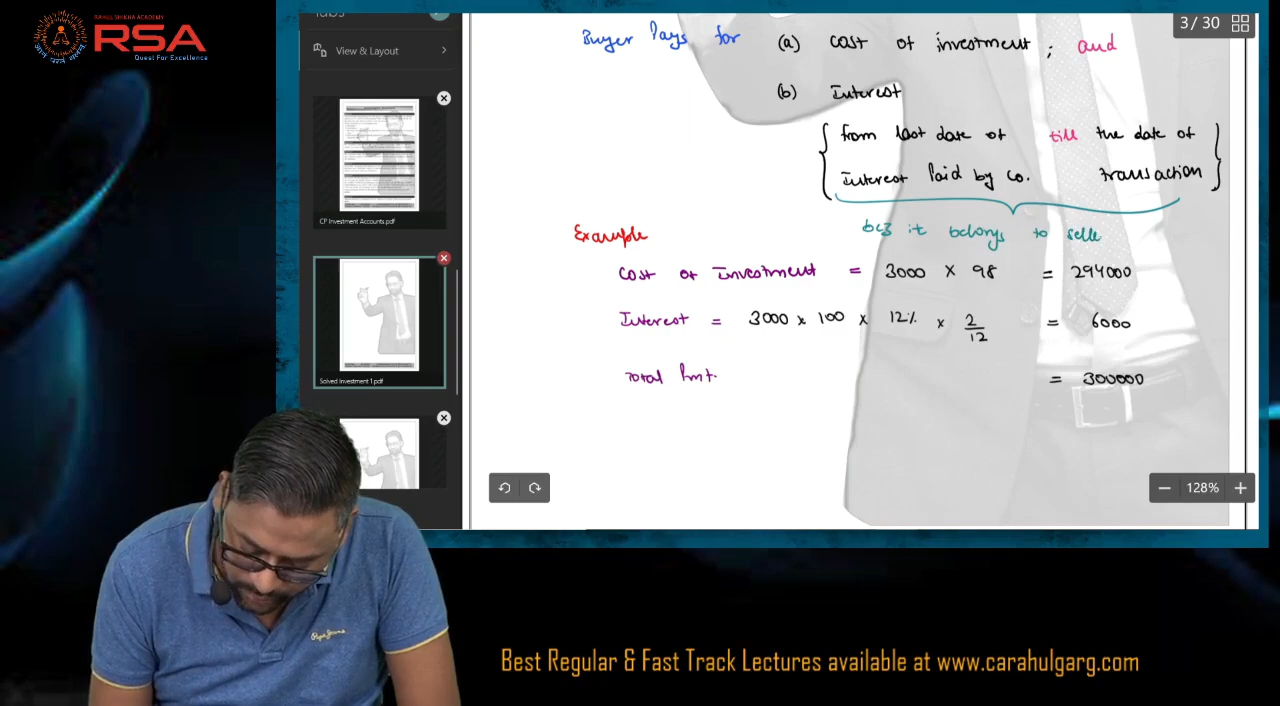 RAHUL SHIKHA ACADEMY
RSA
Quest For Excellence
Tabs
View & Layout
CP Investment Accounts.pdf
Solved Investment 1.pdf
3 / 30
Buyer Pays for (a) Cost of investment ; and
(b) Interest
{ from last date of till the date of }
Interest paid by co. transaction
bcz it belongs to selle
Example
Cost of Investment = 3000 × 98 = 294000
Interest = 3000 × 100 × 12% × 2/12 = 6000
Total Amt. = 300000
128%
Pepe Jeans
Best Regular & Fast Track Lectures available at www.carahulgarg.com